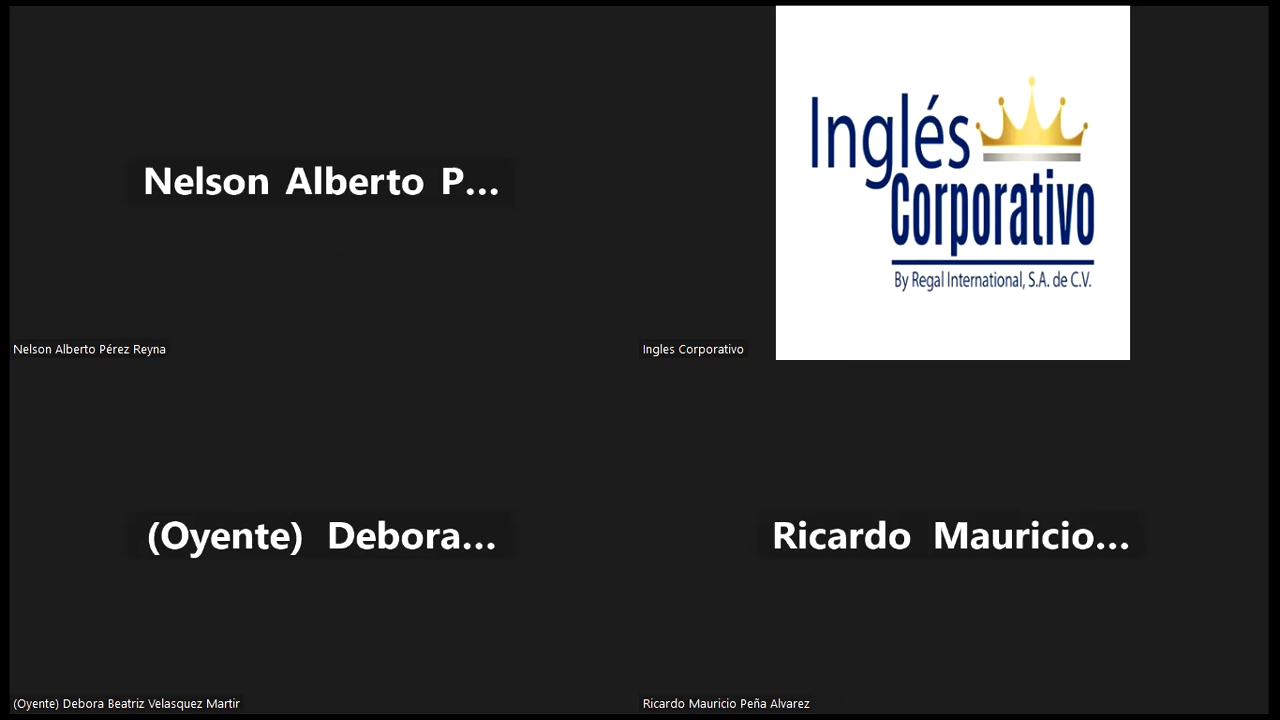 Nelson Alberto P...
Nelson Alberto Pérez Reyna
Inglés
Corporativo
By Regal International, S.A. de C.V.
Ingles Corporativo
(Oyente) Debora...
(Oyente) Debora Beatriz Velasquez Martir
Ricardo Mauricio...
Ricardo Mauricio Peña Alvarez